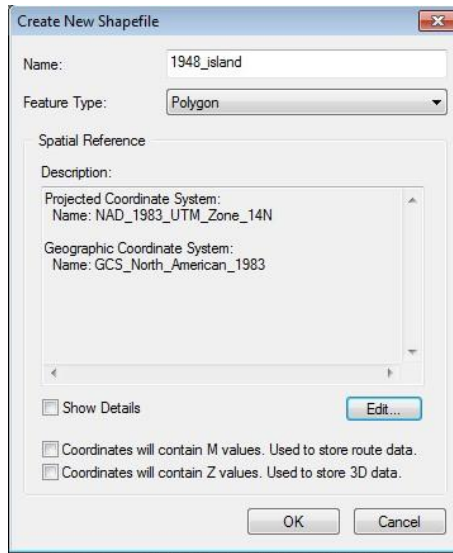 Create New Shapefile
Name: 1948_island
Feature Type: Polygon
Spatial Reference
Description:
Projected Coordinate System:
Name: NAD_1983_UTM_Zone_14N
Geographic Coordinate System:
Name: GCS_North_American_1983
Show Details
Edit...
Coordinates will contain M values. Used to store route data.
Coordinates will contain Z values. Used to store 3D data.
OK Cancel